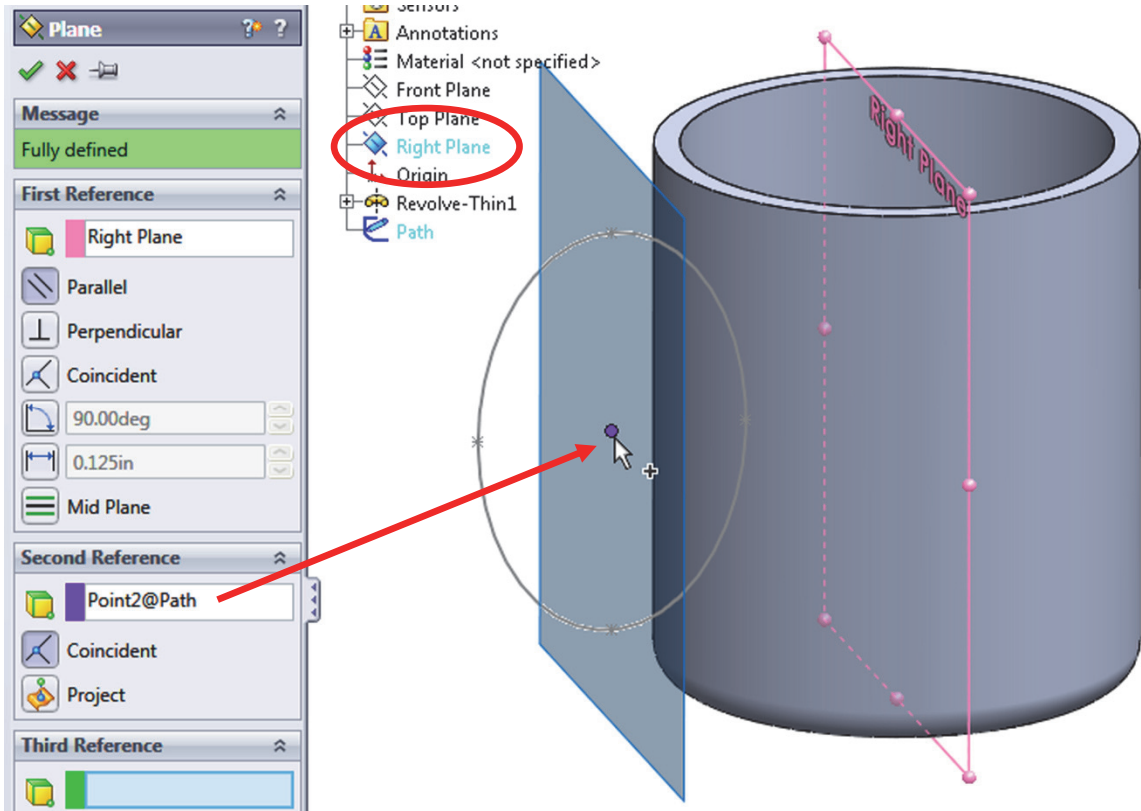 Plane
? ?
Message
Fully defined
First Reference
Right Plane
Parallel
Perpendicular
Coincident
90.00deg
0.125in
Mid Plane
Second Reference
Point2@Path
Coincident
Project
Third Reference
Sensors
A Annotations
Material <not specified>
Front Plane
Top Plane
Right Plane
Origin
Revolve-Thin1
Path
Right Plane